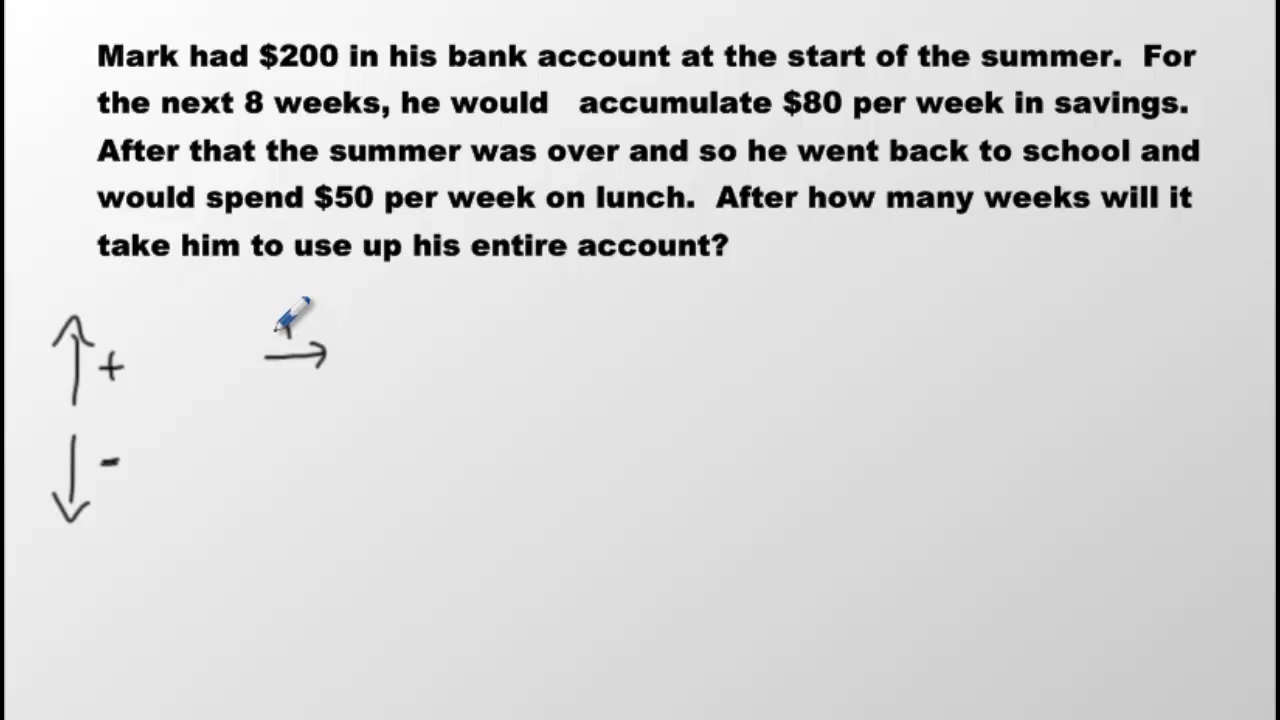 Mark had $200 in his bank account at the start of the summer.  For
the next 8 weeks, he would   accumulate $80 per week in savings.
After that the summer was over and so he went back to school and
would spend $50 per week on lunch.  After how many weeks will it
take him to use up his entire account?
+
-